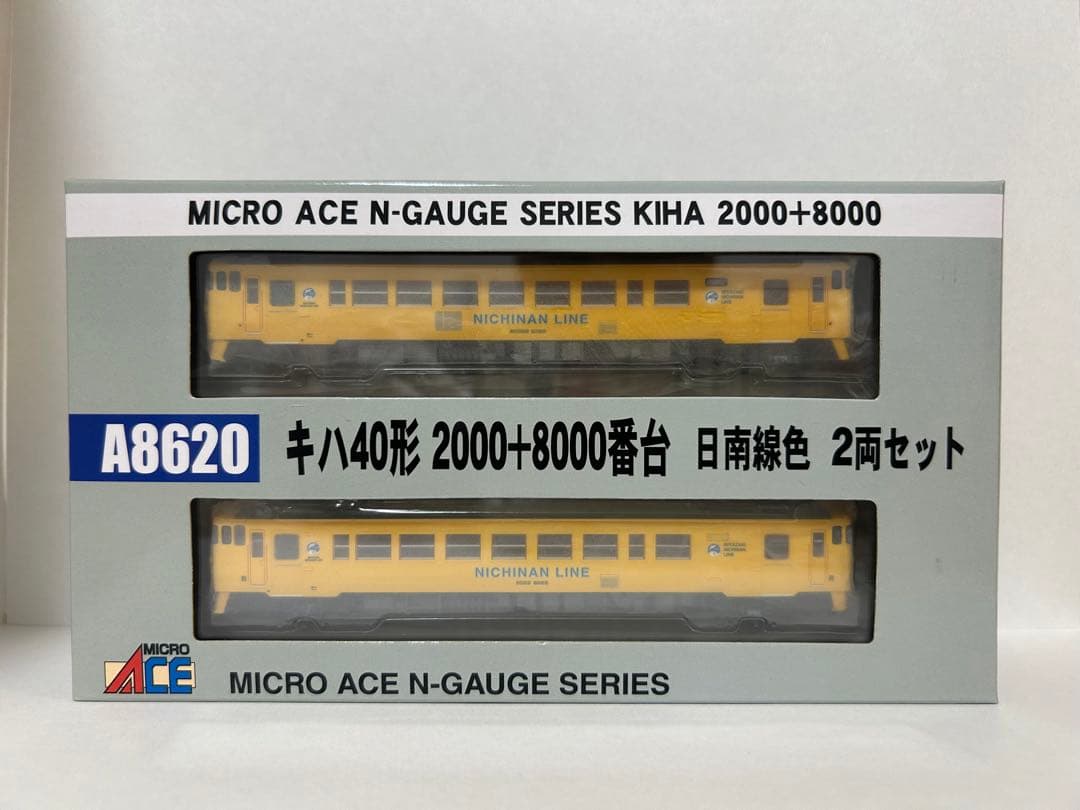 MICRO ACE N-GAUGE SERIES KIHA 2000+8000
NICHINAN LINE
A8620
キハ40形 2000+8000番台 日南線色 2両セット
NICHINAN LINE
MICRO
ACE
MICRO ACE N-GAUGE SERIES